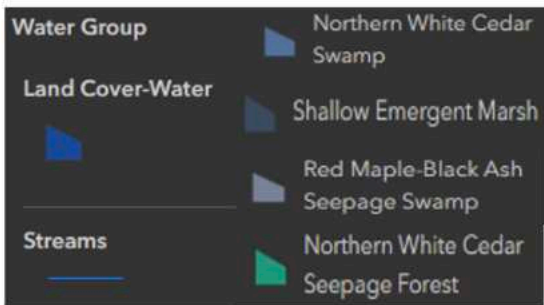 Water Group
Land Cover-Water
Streams
Northern White Cedar
Swamp
Shallow Emergent Marsh
Red Maple-Black Ash
Seepage Swamp
Northern White Cedar
Seepage Forest